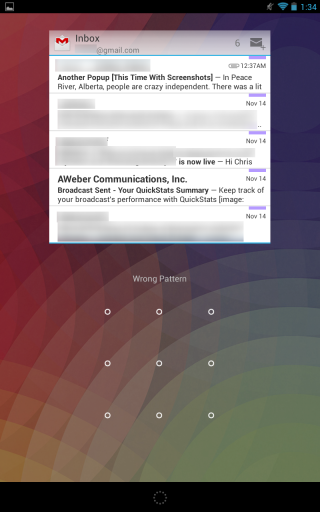 1:34
Inbox
@gmail.com
6
12:37AM
Another Popup [This Time With Screenshots] — In Peace
River, Alberta, people are crazy independent. There was a lit
Nov 14
..
Nov 14
is now live — Hi Chris
AWeber Communications, Inc.
Nov 14
Broadcast Sent - Your QuickStats Summary — Keep track of
your broadcast's performance with QuickStats [image:
Nov 14
Wrong Pattern